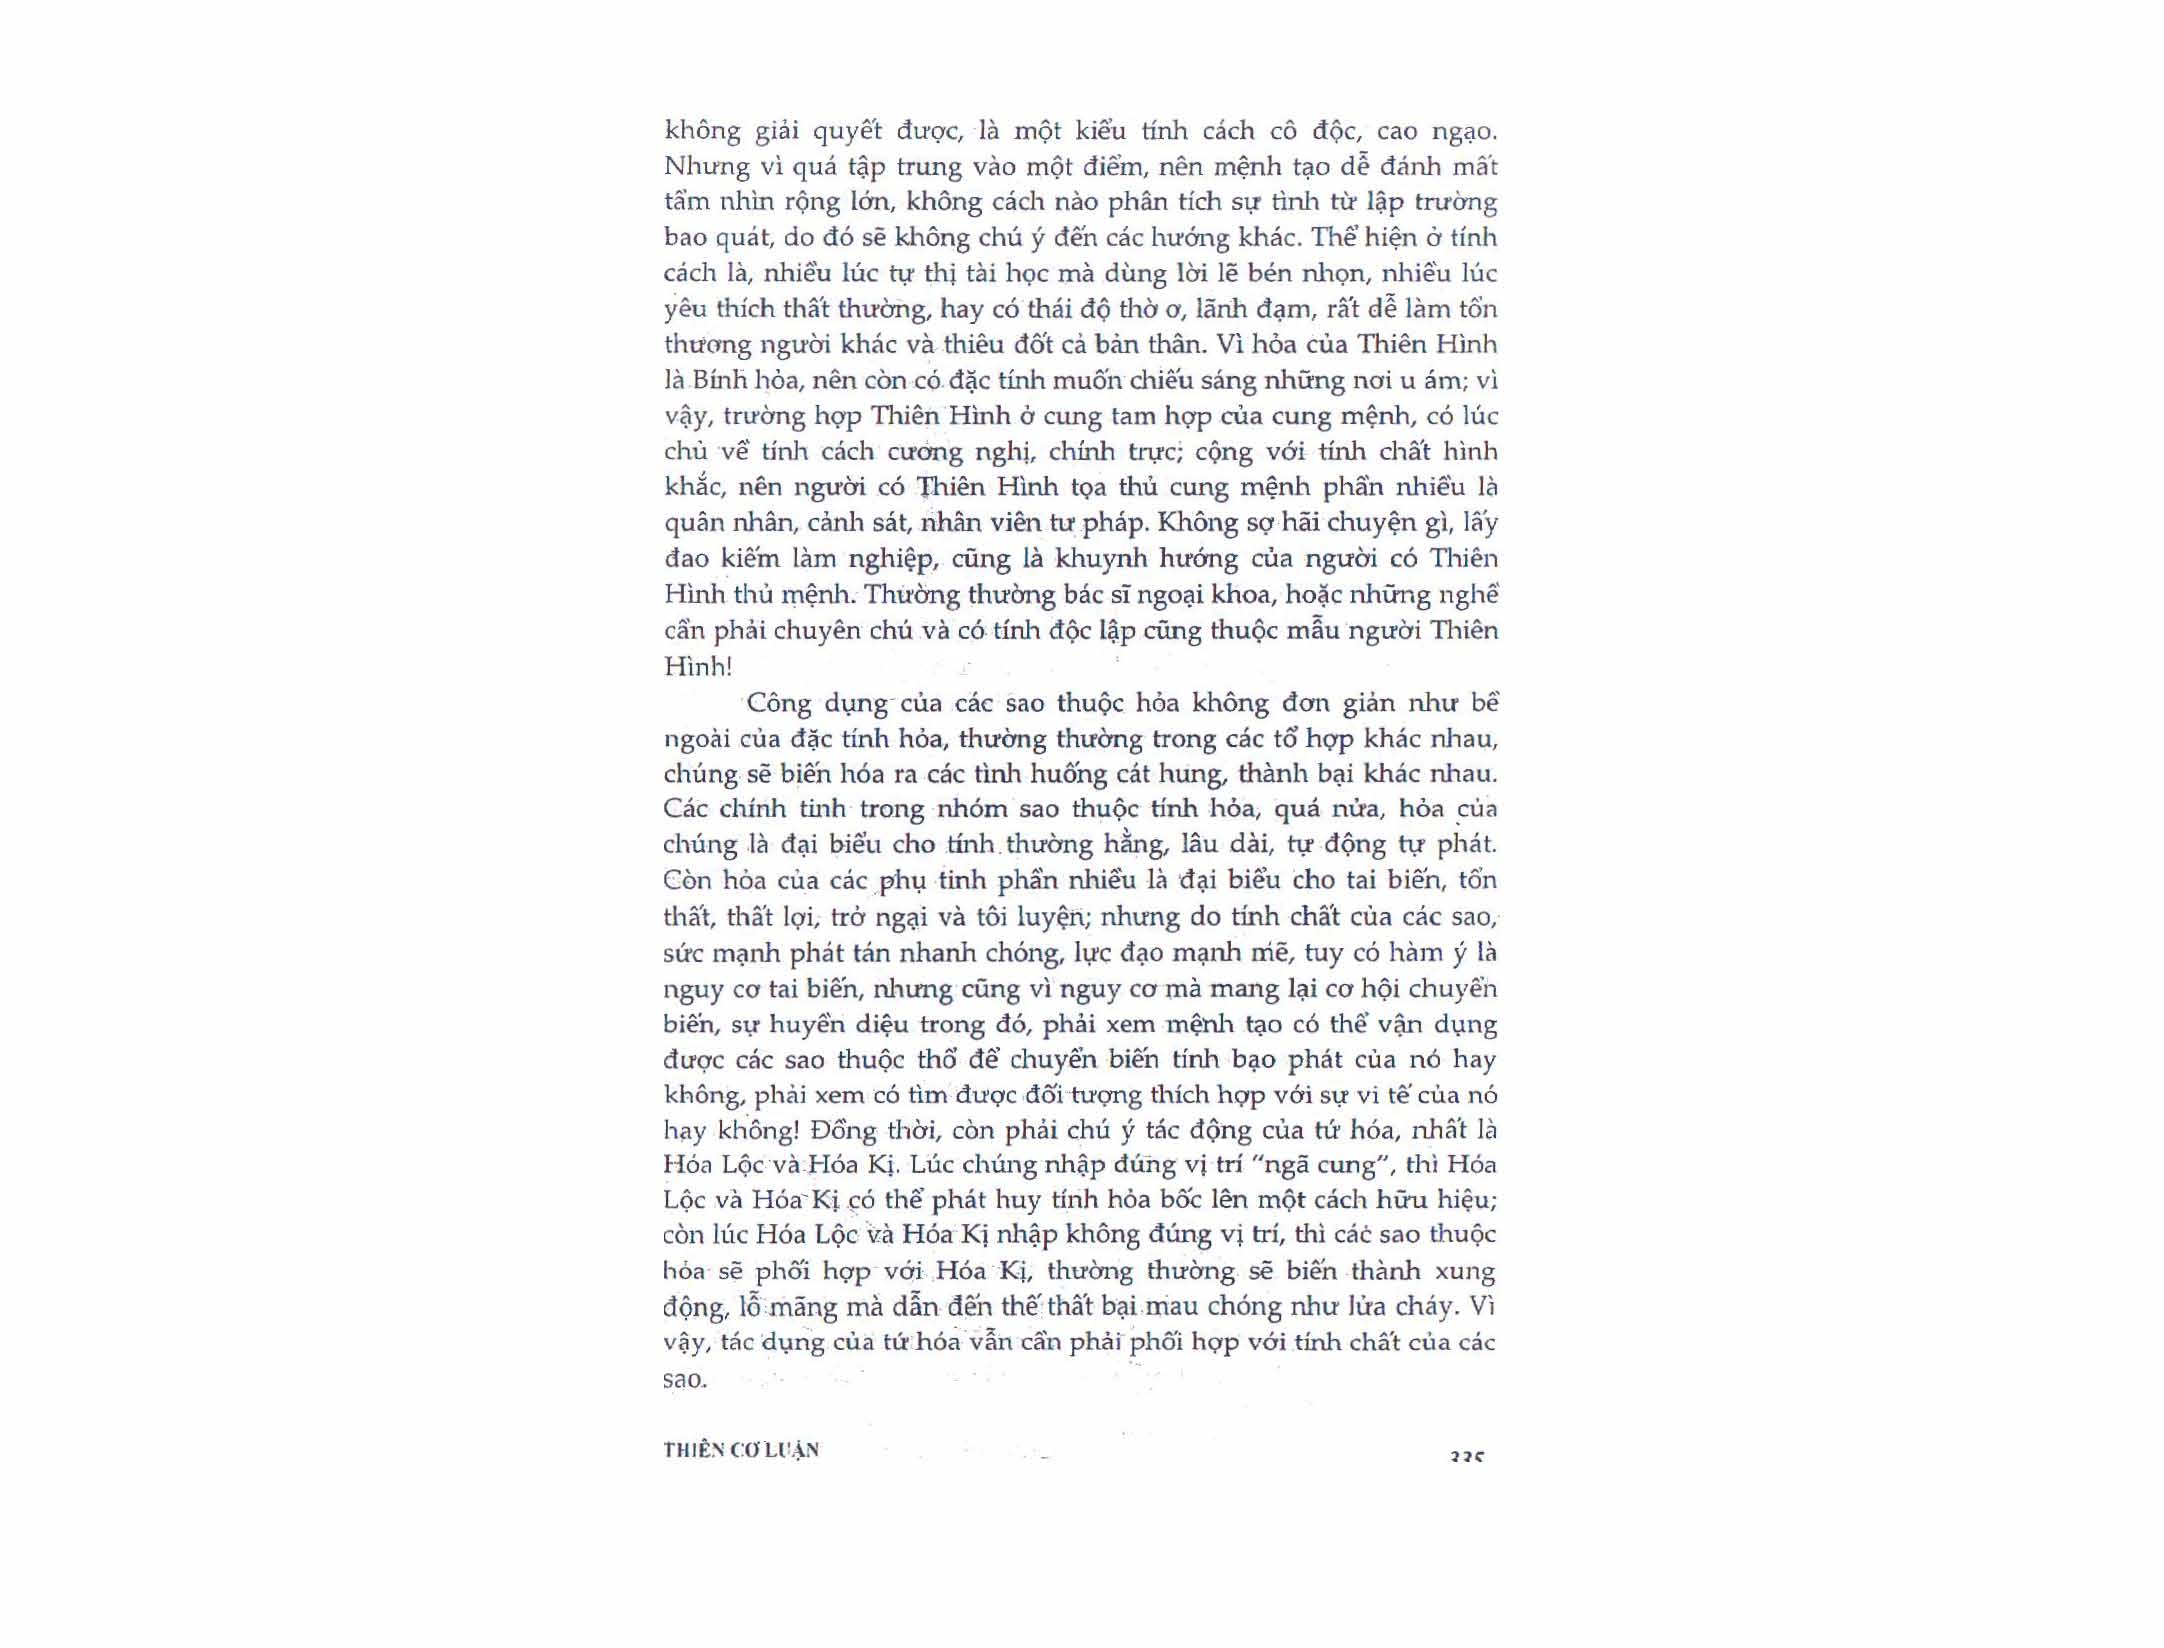 không giải quyết được, là một kiểu tính cách cô độc, cao ngạo.
Nhưng vì quá tập trung vào một điểm, nên mệnh tạo dễ đánh mất
tầm nhìn rộng lớn, không cách nào phân tích sự tình từ lập trường
bao quát, do đó sẽ không chú ý đến các hướng khác. Thể hiện ở tính
cách là, nhiều lúc tự thị tài học mà dùng lời lẽ bén nhọn, nhiều lúc
yêu thích thất thường, hay có thái độ thờ ơ, lãnh đạm, rất dễ làm tổn
thương người khác và thiêu đốt cả bản thân. Vì hỏa của Thiên Hình
là Bính hỏa, nên còn có đặc tính muốn chiếu sáng những nơi u ám; vì
vậy, trường hợp Thiên Hình ở cung tam hợp của cung mệnh, có lúc
chủ về tính cách cương nghị, chính trực; cộng với tính chất hình
khắc, nên người có Thiên Hình tọa thủ cung mệnh phần nhiều là
quân nhân, cảnh sát, nhân viên tư pháp. Không sợ hãi chuyện gì, lấy
đao kiếm làm nghiệp, cũng là khuynh hướng của người có Thiên
Hình thủ mệnh. Thường thường bác sĩ ngoại khoa, hoặc những nghề
cần phải chuyên chú và có tính độc lập cũng thuộc mẫu người Thiên
Hình!
Công dụng của các sao thuộc hỏa không đơn giản như bề
ngoài của đặc tính hỏa, thường thường trong các tổ hợp khác nhau,
chúng sẽ biến hóa ra các tình huống cát hung, thành bại khác nhau.
Các chính tinh trong nhóm sao thuộc tính hỏa, quá nửa, hỏa của
chúng là đại biểu cho tính thường hằng, lâu dài, tự động tự phát.
Còn hỏa của các phụ tinh phần nhiều là đại biểu cho tai biến, tổn
thất, thất lợi, trở ngại và tôi luyện; nhưng do tính chất của các sao,
sức mạnh phát tán nhanh chóng, lực đạo mạnh mẽ, tuy có hàm ý là
nguy cơ tai biến, nhưng cũng vì nguy cơ mà mang lại cơ hội chuyển
biến, sự huyền diệu trong đó, phải xem mệnh tạo có thể vận dụng
được các sao thuộc thổ để chuyển biến tính bạo phát của nó hay
không, phải xem có tìm được đối tượng thích hợp với sự vi tế của nó
hay không! Đồng thời, còn phải chú ý tác động của tứ hóa, nhất là
Hóa Lộc và Hóa Kị. Lúc chúng nhập đúng vị trí "ngã cung", thì Hóa
Lộc và Hóa Kị có thể phát huy tính hỏa bốc lên một cách hữu hiệu;
còn lúc Hóa Lộc và Hóa Kị nhập không đúng vị trí, thì các sao thuộc
hỏa sẽ phối hợp với Hóa Kị, thường thường sẽ biến thành xung
động, lỗ mãng mà dẫn đến thế thất bại mau chóng như lửa cháy. Vì
vậy, tác dụng của tứ hóa vẫn cần phải phối hợp với tính chất của các
sao.
THIÊN CƠ LUẬN